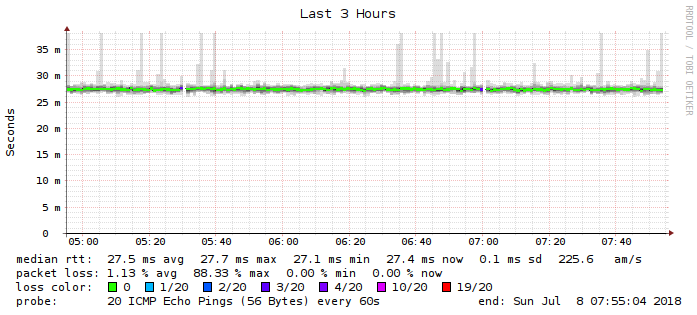 Last 3 Hours
RRDTOOL / TOBI OETIKER
Seconds
35 m
30 m
25 m
20 m
15 m
10 m
5 m
0
05:00 05:20 05:40 06:00 06:20 06:40 07:00 07:20 07:40
median rtt: 27.5 ms avg 27.7 ms max 27.1 ms min 27.4 ms now 0.1 ms sd 225.6 am/s
packet loss: 1.13 % avg 88.33 % max 0.00 % min 0.00 % now
loss color: 0 1/20 2/20 3/20 4/20 10/20 19/20
probe: 20 ICMP Echo Pings (56 Bytes) every 60s end: Sun Jul 8 07:55:04 2018